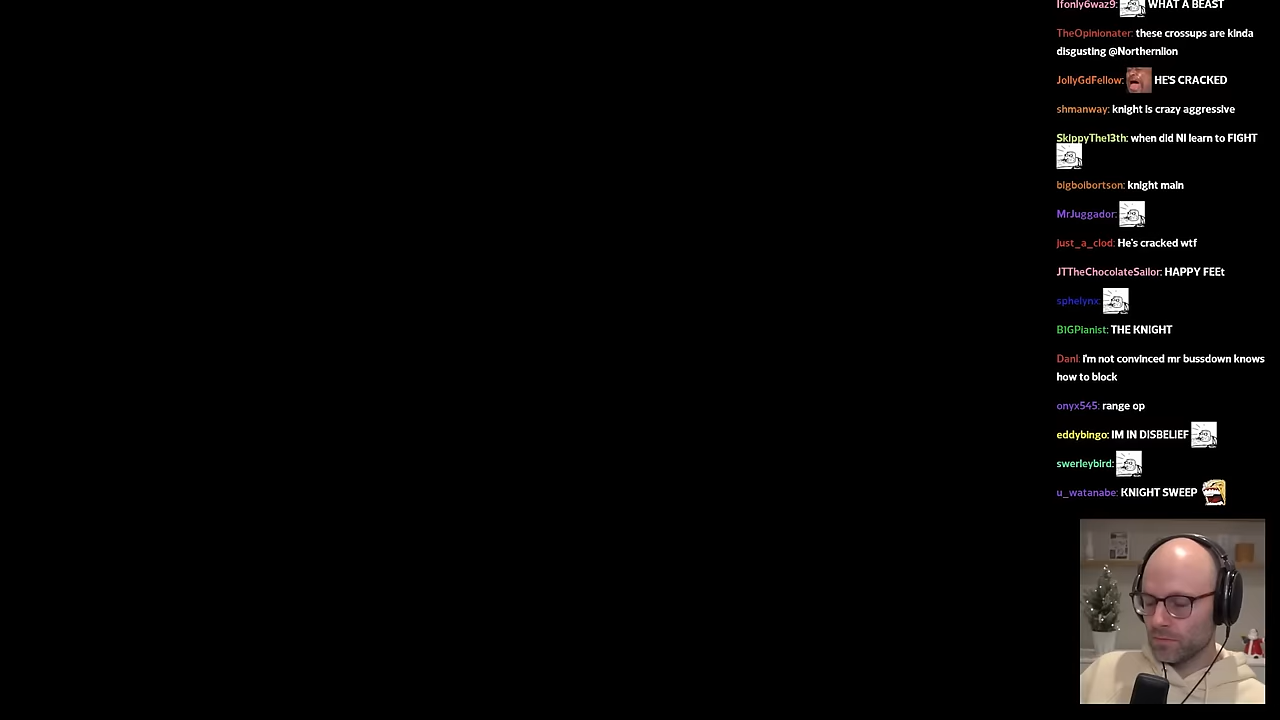 Ifonly6waz9: WHAT A BEAST
TheOpinionater: these crossups are kinda
disgusting @Northernlion
JollyGdFellow: HE'S CRACKED
shmanway: knight is crazy aggressive
SkippyThe13th: when did Nl learn to FIGHT
bigboibortson: knight main
MrJuggador:
just_a_clod: He's cracked wtf
JTTheChocolateSailor: HAPPY FEEt
sphelynx:
B1GPianist: THE KNIGHT
Danl: I'm not convinced mr bussdown knows
how to block
onyx545: range op
eddybingo: IM IN DISBELIEF
swerleybird:
u_watanabe: KNIGHT SWEEP